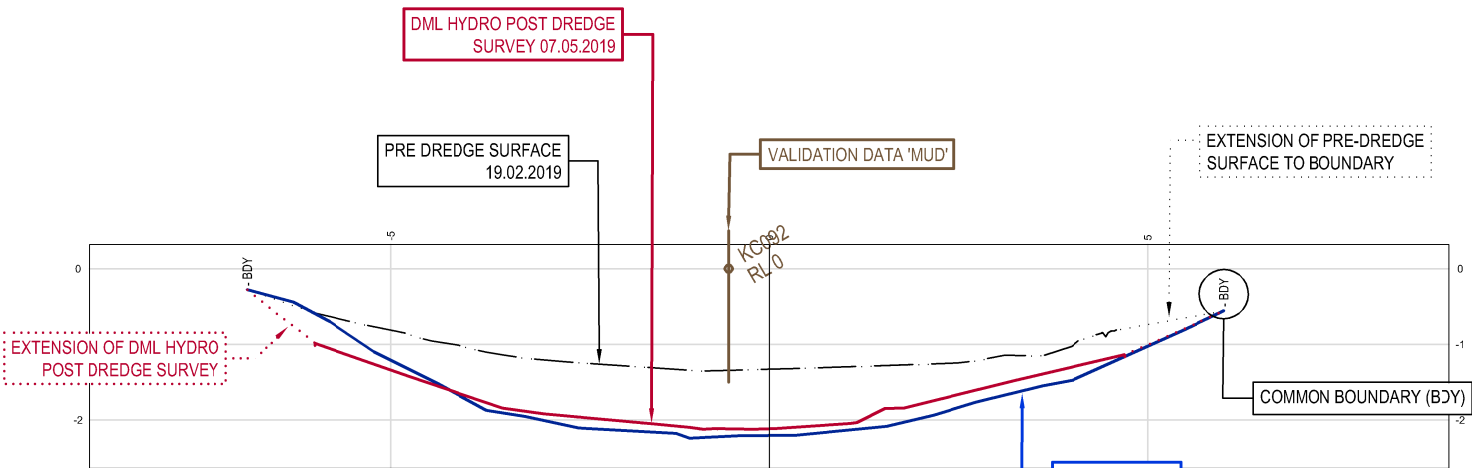 DML HYDRO POST DREDGE
SURVEY 07.05.2019
PRE DREDGE SURFACE
19.02.2019
VALIDATION DATA 'MUD'
EXTENSION OF PRE-DREDGE
SURFACE TO BOUNDARY
-5
5
KC092
RL 0
0
- BDY
- BDY
0
EXTENSION OF DML HYDRO
POST DREDGE SURVEY
-1
COMMON BOUNDARY (BDY)
-2
-2